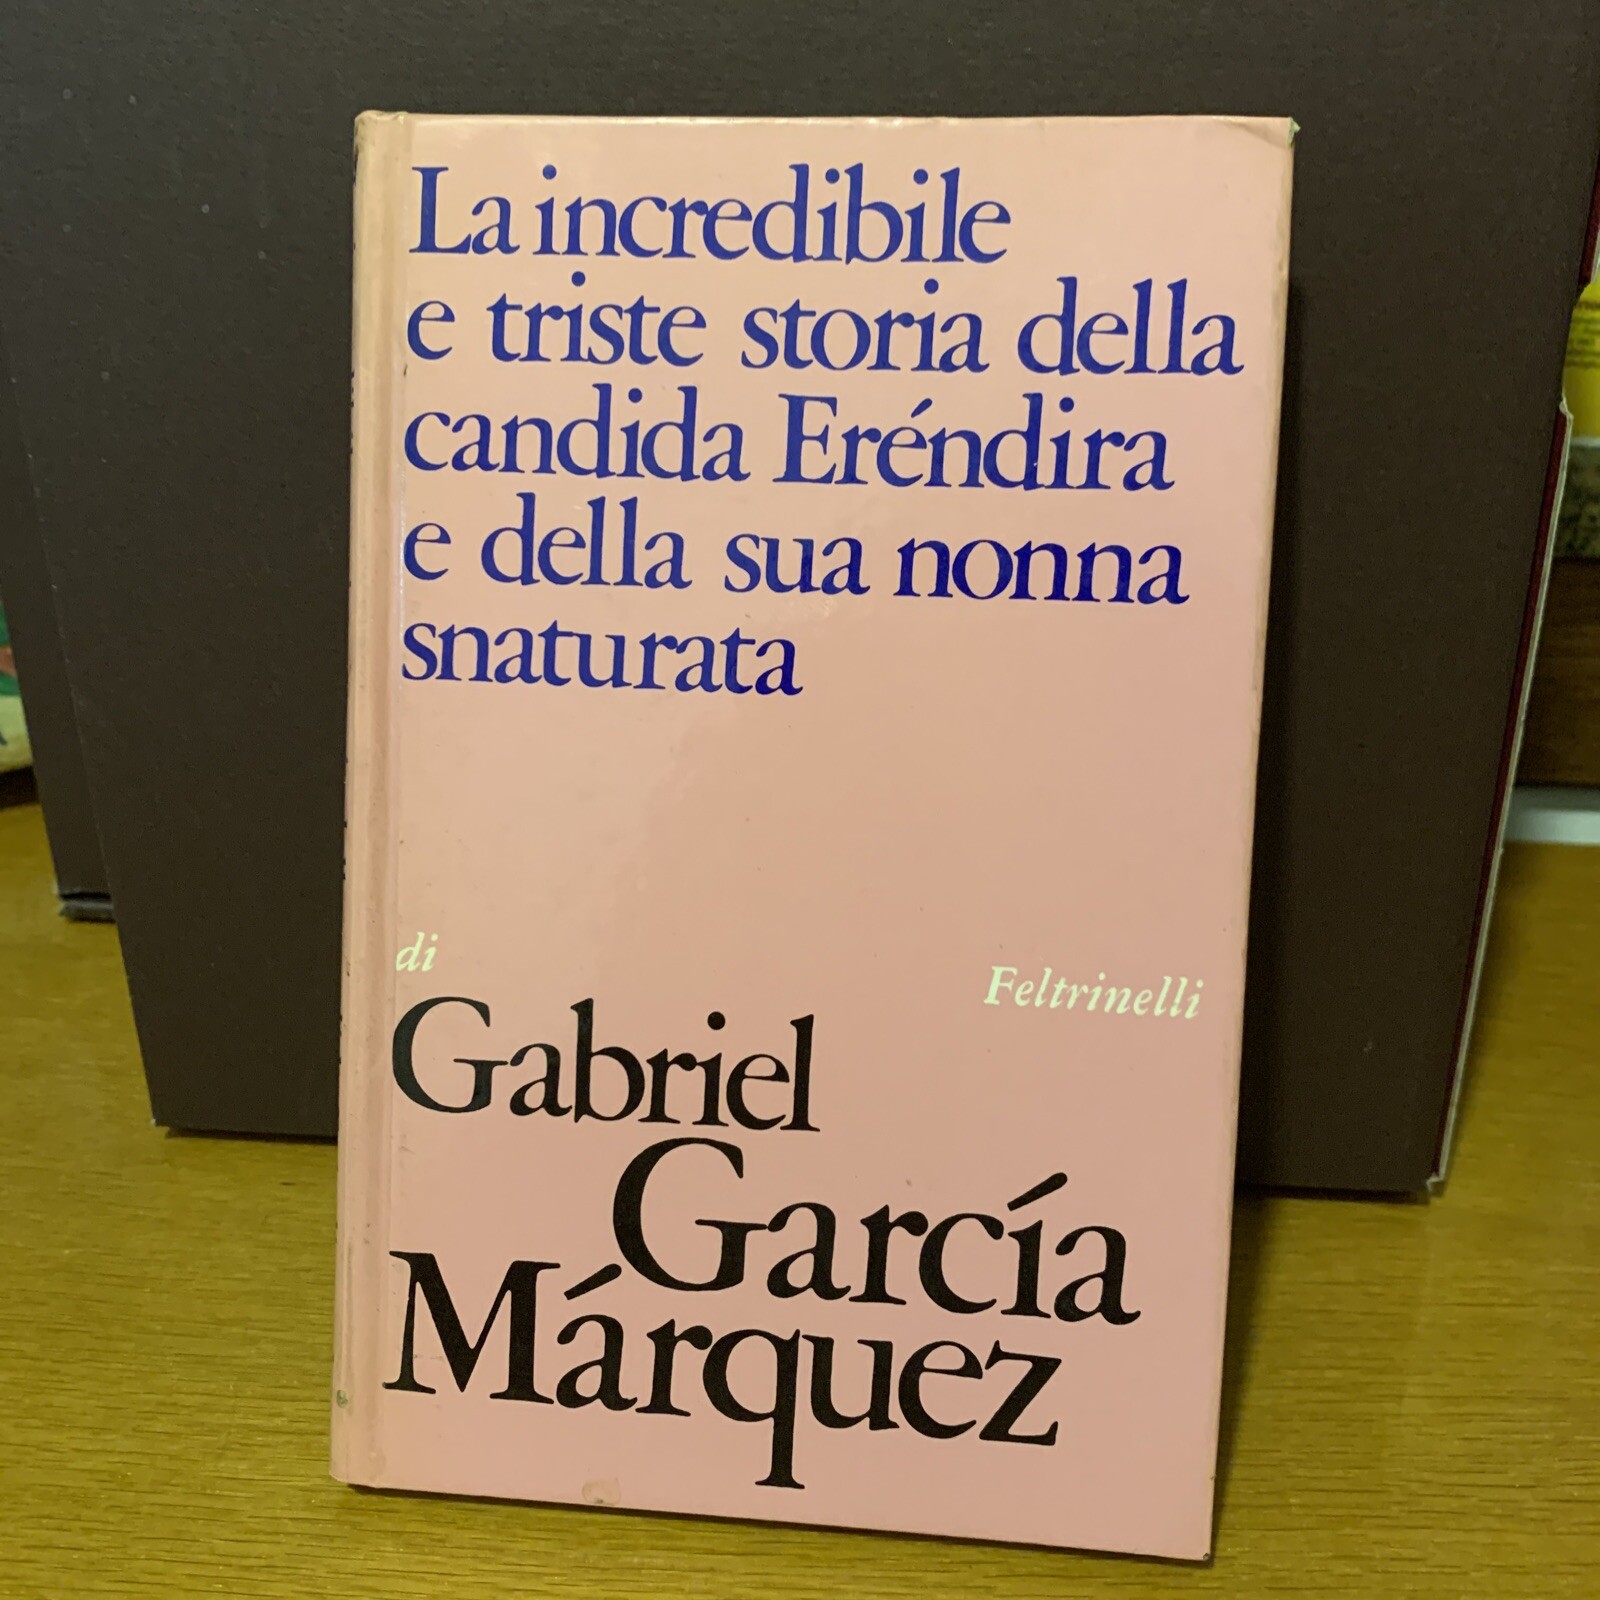 La incredibile
e triste storia della
candida Eréndira
e della sua nonna
snaturata
di
Feltrinelli
Gabriel
García
Márquez